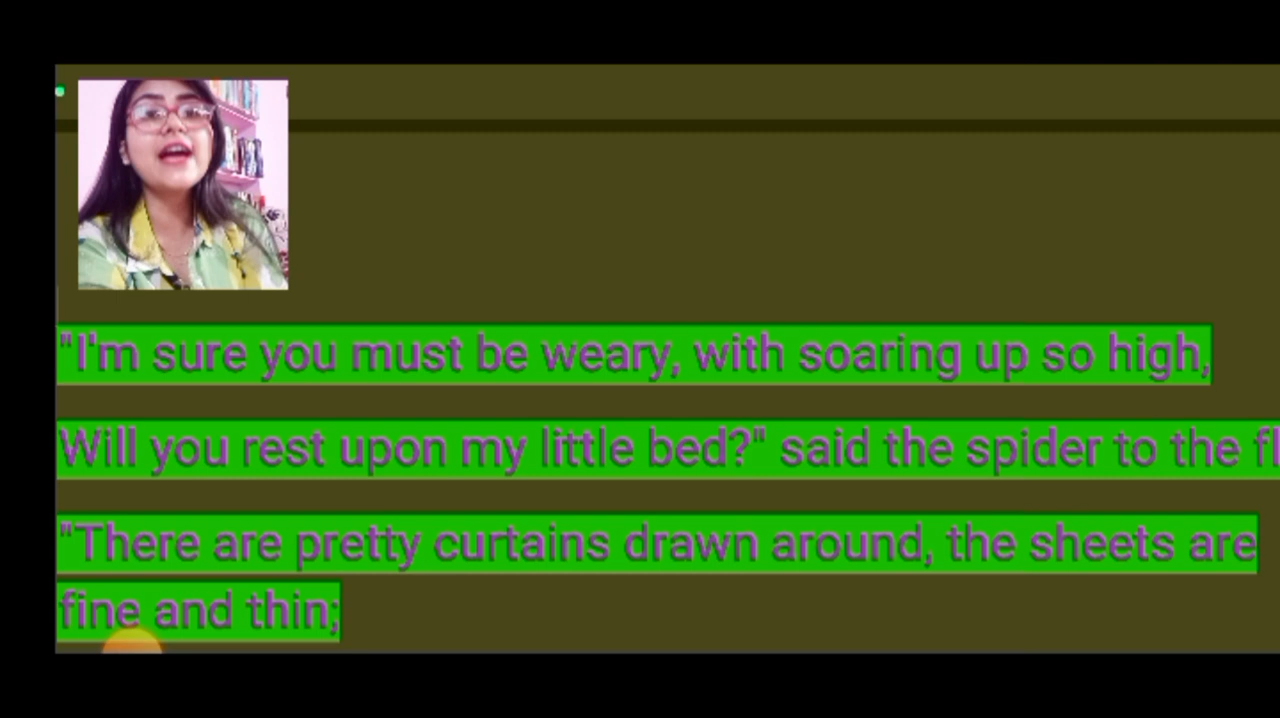 "I'm sure you must be weary, with soaring up so high,
Will you rest upon my little bed?" said the spider to the fl
"There are pretty curtains drawn around, the sheets are
fine and thin;